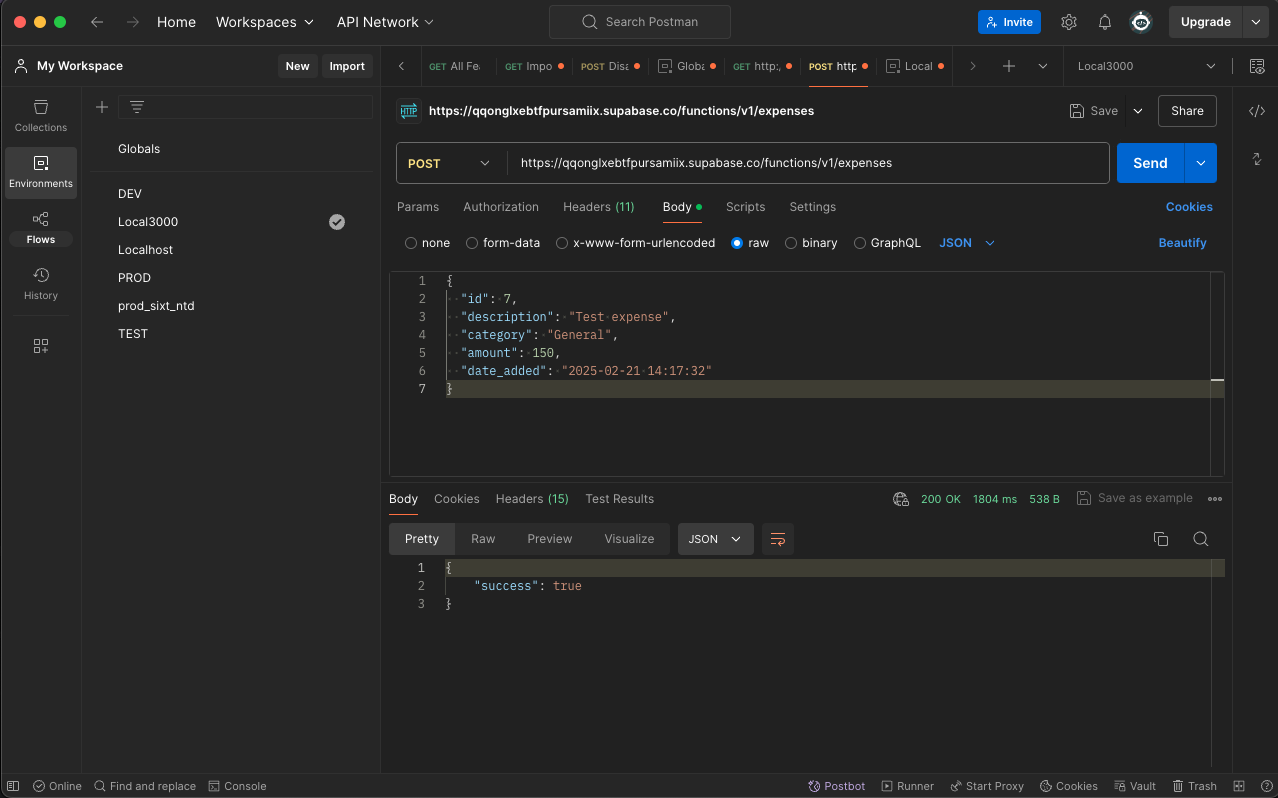 Home Workspaces API Network Search Postman Invite Upgrade
My Workspace New Import GET All Fe GET Impo POST Disa Globa GET http:, POST http Local Local3000
Collections
Environments
Flows
History
Globals
DEV
Local3000
Localhost
PROD
prod_sixt_ntd
TEST
HTTP https://qqonglxebtfpursamiix.supabase.co/functions/v1/expenses Save Share
POST https://qqonglxebtfpursamiix.supabase.co/functions/v1/expenses Send
Params Authorization Headers (11) Body Scripts Settings Cookies
none form-data x-www-form-urlencoded raw binary GraphQL JSON Beautify
1 {
2 "id": 7,
3 "description": "Test expense",
4 "category": "General",
5 "amount": 150,
6 "date_added": "2025-02-21 14:17:32"
7 }
Body Cookies Headers (15) Test Results 200 OK 1804 ms 538 B Save as example
Pretty Raw Preview Visualize JSON
1 {
2 "success": true
3 }
Online Find and replace Console Postbot Runner Start Proxy Cookies Vault Trash